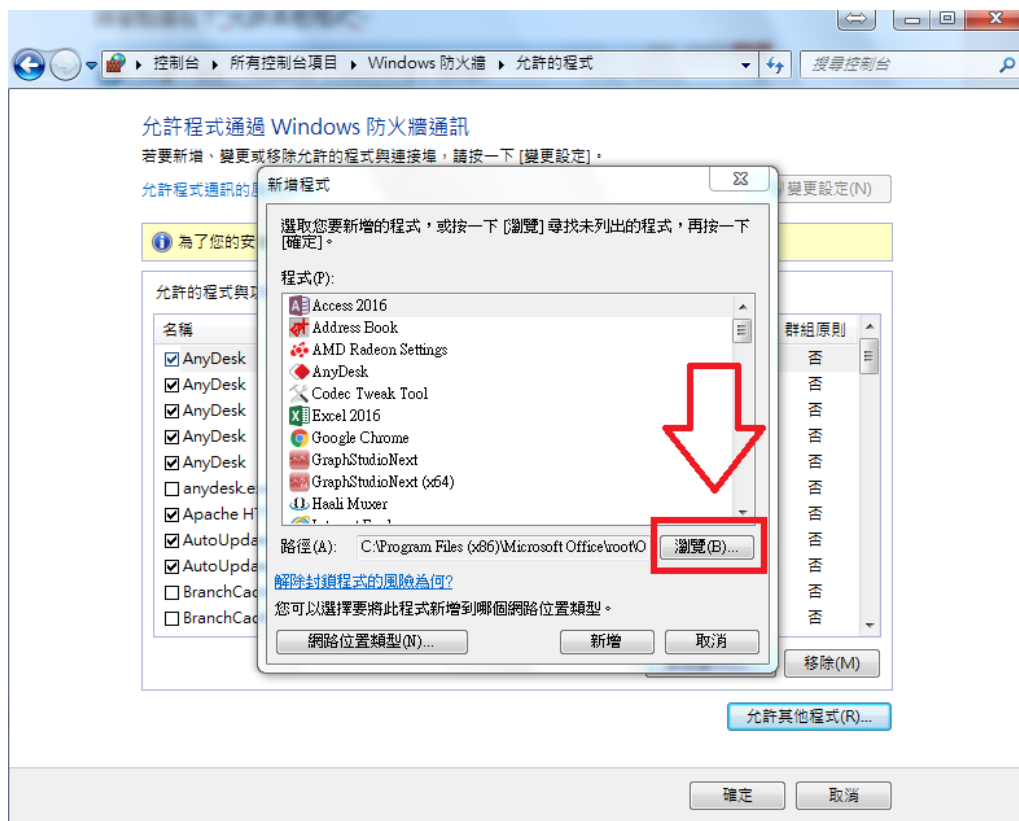 控制台 ▸ 所有控制台項目 ▸ Windows 防火牆 ▸ 允許的程式
搜尋控制台
允許程式通過 Windows 防火牆通訊
若要新增、變更或移除允許的程式與連接埠，請按一下 [變更設定]。
允許程式通訊的
變更設定(N)
為了您的安
允許的程式與
名稱
群組原則
AnyDesk 否
AnyDesk 否
AnyDesk 否
AnyDesk 否
AnyDesk 否
anydesk.e 否
Apache H 否
AutoUpda 否
AutoUpda 否
BranchCac 否
BranchCac 否
移除(M)
允許其他程式(R)...
確定
取消
新增程式
選取您要新增的程式，或按一下 [瀏覽] 尋找未列出的程式，再按一下
[確定]。
程式(P):
Access 2016
Address Book
AMD Radeon Settings
AnyDesk
Codec Tweak Tool
Excel 2016
Google Chrome
GraphStudioNext
GraphStudioNext (x64)
Haali Muxer
路徑(A): C:\Program Files (x86)\Microsoft Office\root\O 瀏覽(B)...
解除封鎖程式的風險為何?
您可以選擇要將此程式新增到哪個網路位置類型。
網路位置類型(N)... 新增 取消